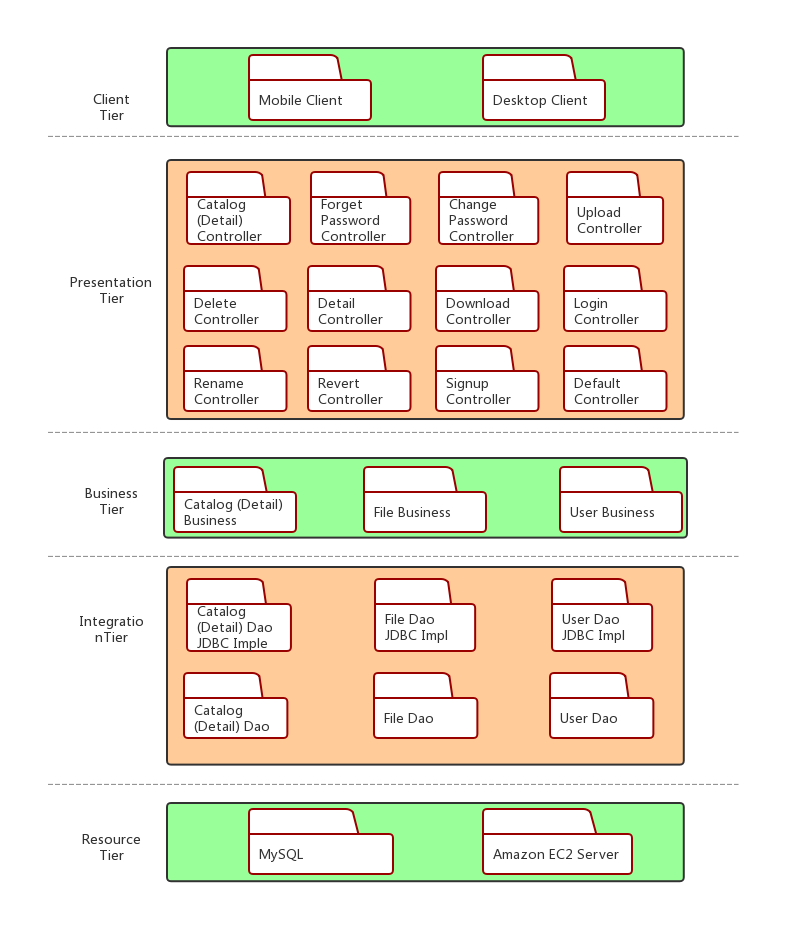 Client
Tier
Mobile Client
Desktop Client
Presentation
Tier
Catalog
(Detail)
Controller
Forget
Password
Controller
Change
Password
Controller
Upload
Controller
Delete
Controller
Detail
Controller
Download
Controller
Login
Controller
Rename
Controller
Revert
Controller
Signup
Controller
Default
Controller
Business
Tier
Catalog (Detail)
Business
File Business
User Business
Integratio
nTier
Catalog
(Detail) Dao
JDBC Imple
File Dao
JDBC Impl
User Dao
JDBC Impl
Catalog
(Detail) Dao
File Dao
User Dao
Resource
Tier
MySQL
Amazon EC2 Server